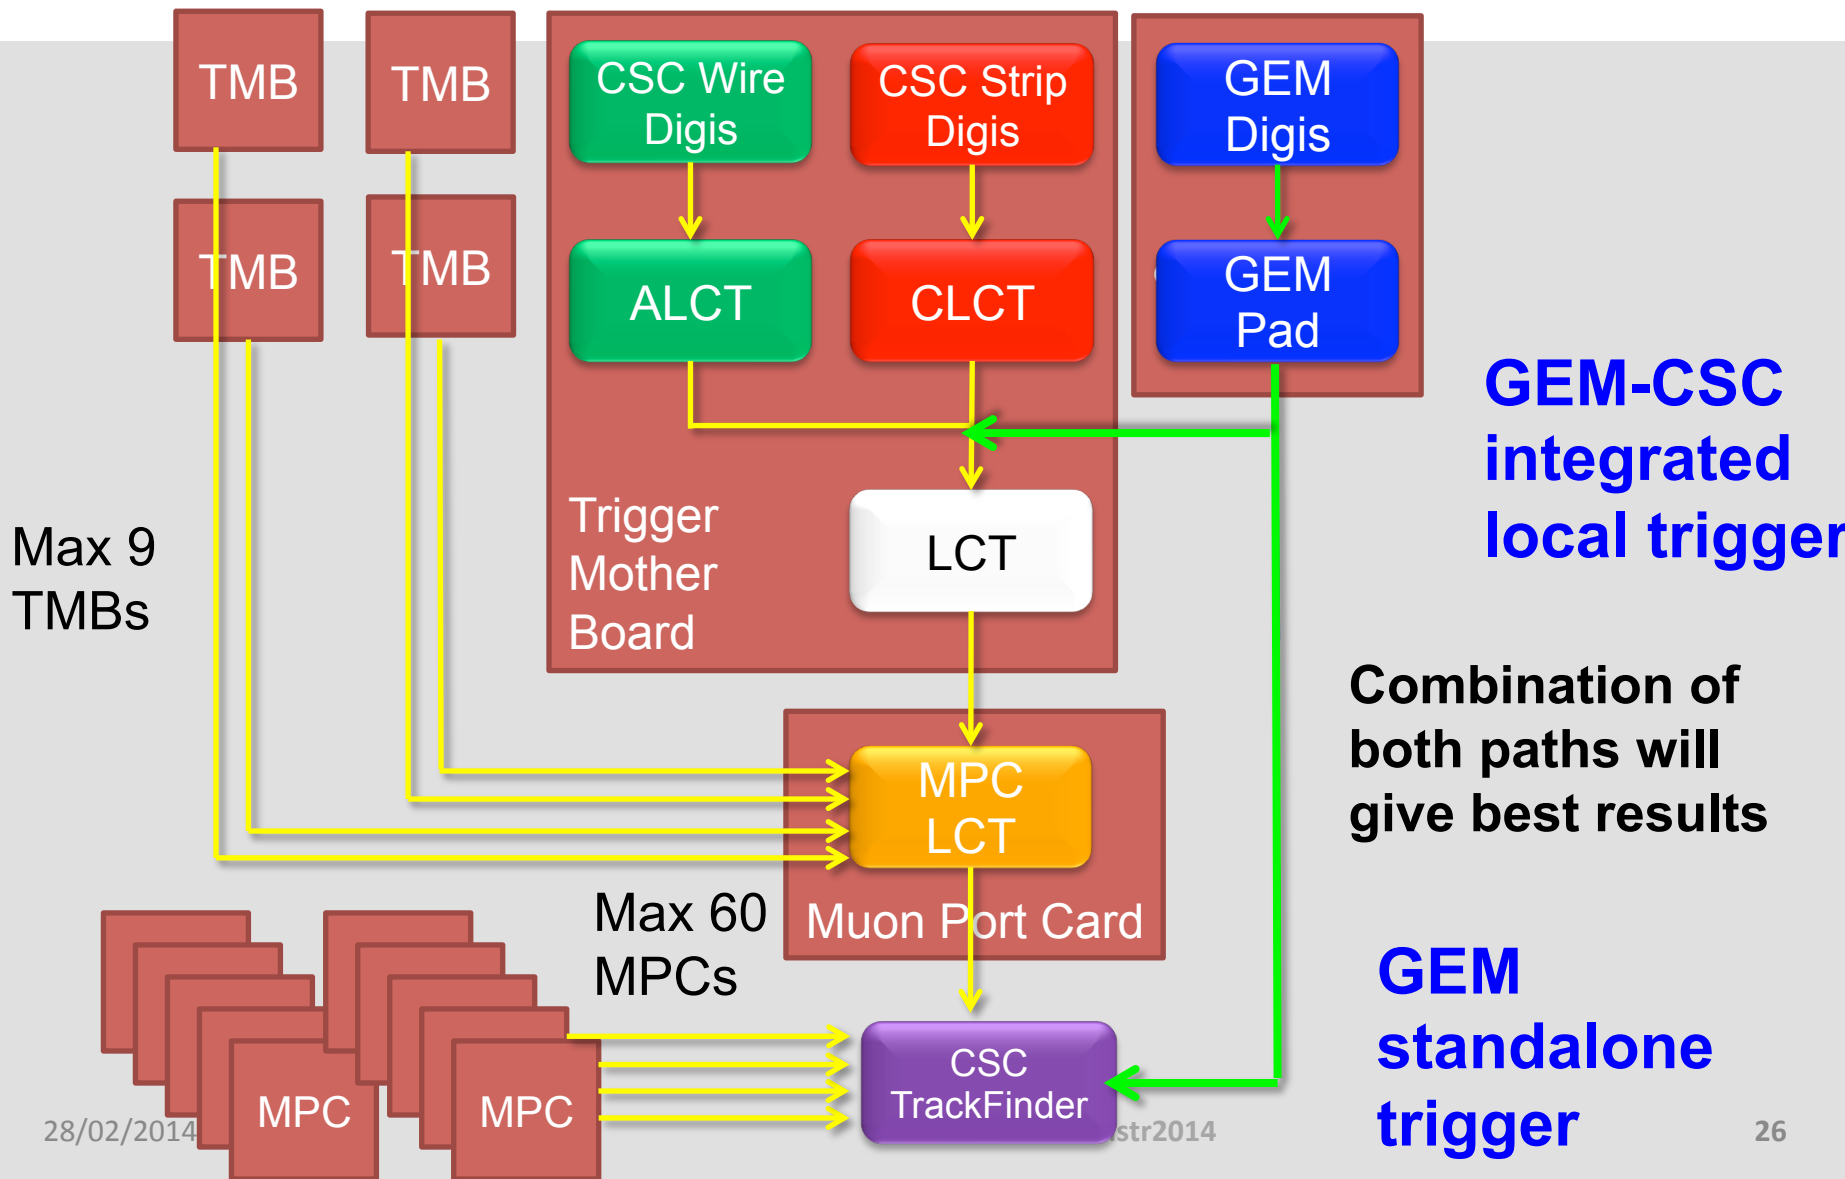 TMB
TMB
CSC Wire
Digis
CSC Strip
Digis
GEM
Digis
TMB
TMB
ALCT
CLCT
GEM
Pad
GEM-CSC
integrated
local trigger
Max 9
TMBs
Trigger
Mother
Board
LCT
Combination of
both paths will
give best results
MPC
LCT
Max 60
MPCs
Muon Port Card
GEM
standalone
trigger
CSC
TrackFinder
MPC
MPC
28/02/2014
str2014
26